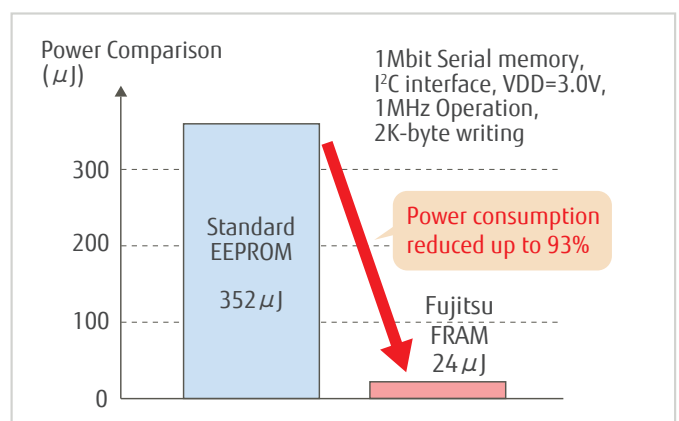 Power Comparison
(μJ)
1Mbit Serial memory,
I²C interface, VDD=3.0V,
1MHz Operation,
2K-byte writing
300
200
100
0
Standard
EEPROM
352μJ
Power consumption
reduced up to 93%
Fujitsu
FRAM
24μJ